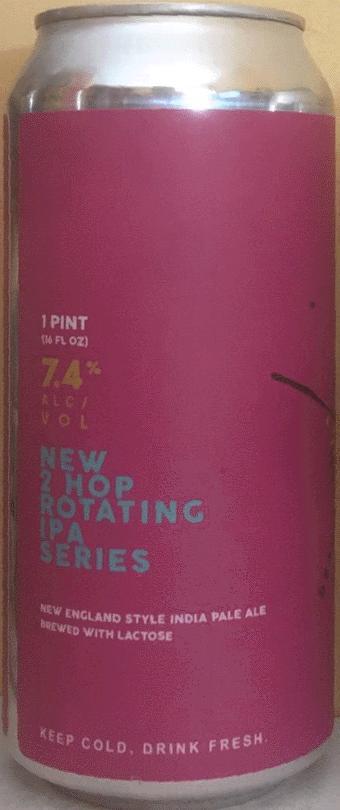 1 PINT
(16 FL OZ)
7.4%
ALC/
VOL
NEW
2 HOP
ROTATING
IPA
SERIES
NEW ENGLAND STYLE INDIA PALE ALE
BREWED WITH LACTOSE
KEEP COLD, DRINK FRESH.